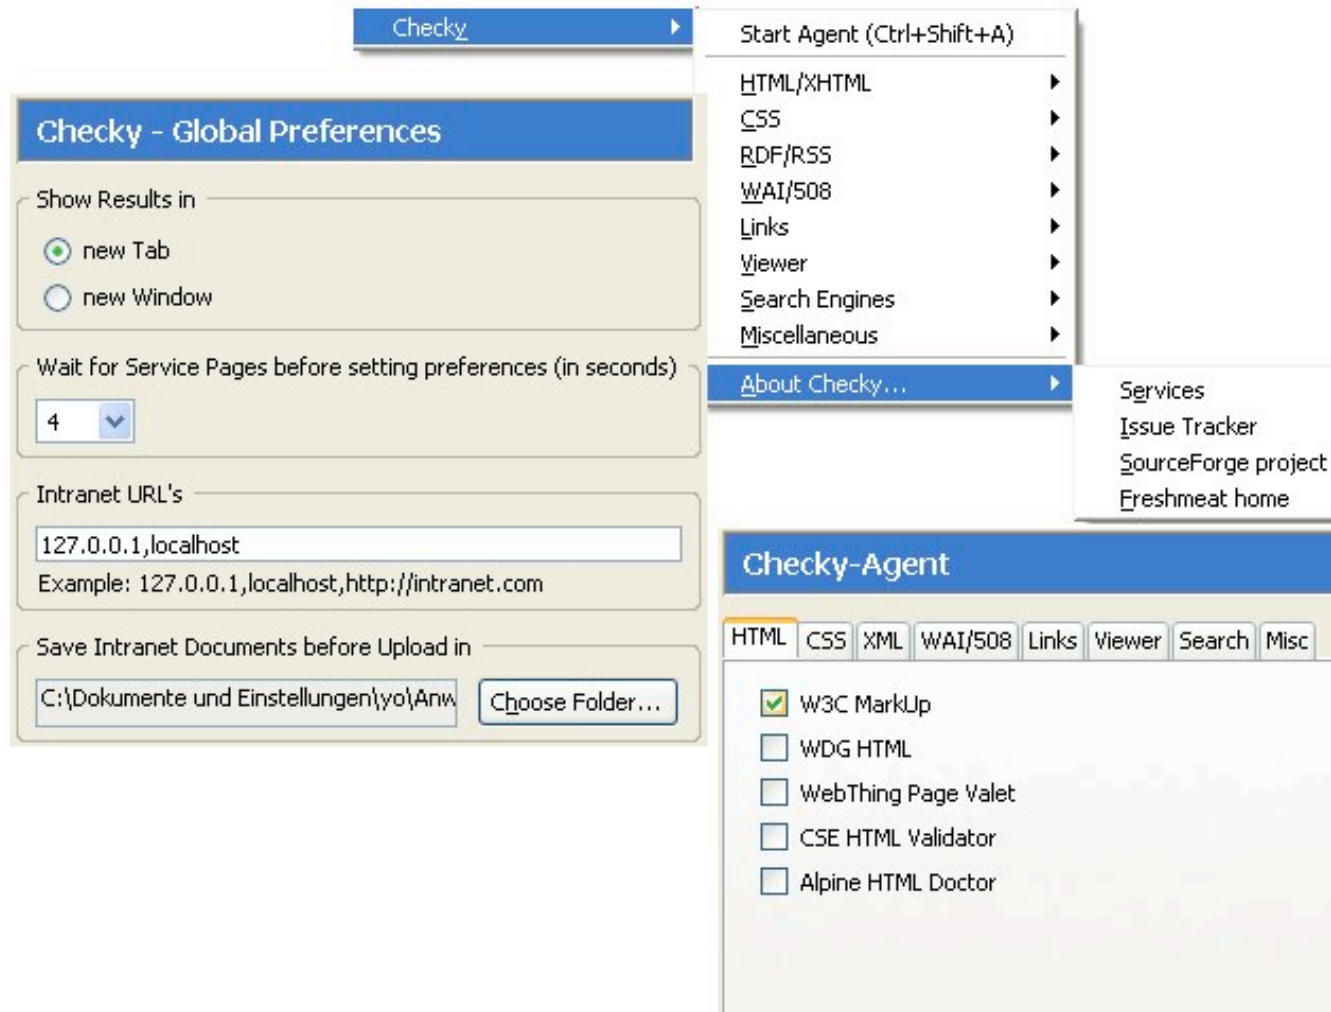 Checky
Start Agent (Ctrl+Shift+A)
HTML/XHTML
CSS
RDF/RSS
WAI/508
Links
Viewer
Search Engines
Miscellaneous
About Checky...
Services
Issue Tracker
SourceForge project
Freshmeat home
Checky - Global Preferences
Show Results in
new Tab
new Window
Wait for Service Pages before setting preferences (in seconds)
4
Intranet URL's
127.0.0.1,localhost
Example: 127.0.0.1,localhost,http://intranet.com
Save Intranet Documents before Upload in
C:\Dokumente und Einstellungen\yo\Anw
Choose Folder...
Checky-Agent
HTML CSS XML WAI/508 Links Viewer Search Misc
W3C MarkUp
WDG HTML
WebThing Page Valet
CSE HTML Validator
Alpine HTML Doctor